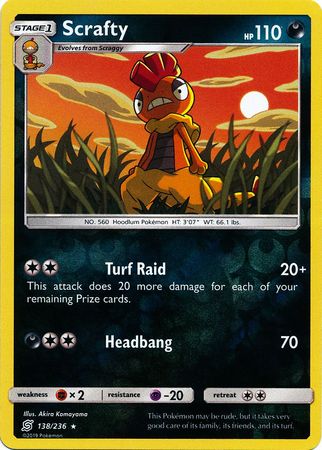 STAGE1
Scrafty
HP110
Evolves from Scraggy
NO. 560 Hoodlum Pokémon HT: 3'07" WT: 66.1 lbs.
Turf Raid 20+
This attack does 20 more damage for each of your
remaining Prize cards.
Headbang 70
weakness ×2 resistance -20 retreat
Illus. Akira Komayama
138/236 ★
©2019 Pokémon
This Pokémon may be rude, but it takes very
good care of its family, its friends, and its turf.